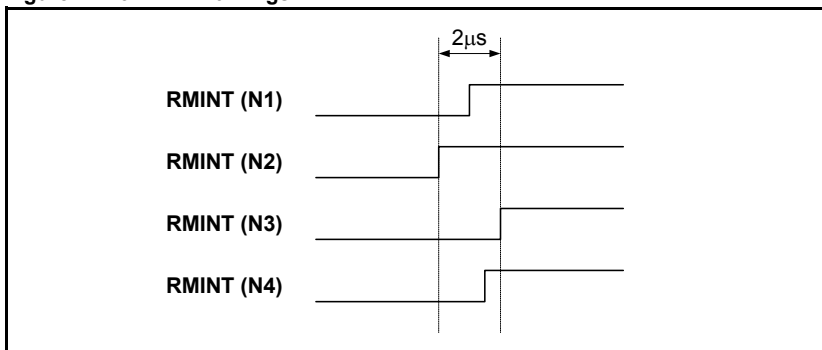 2μs
RMINT (N1)
RMINT (N2)
RMINT (N3)
RMINT (N4)